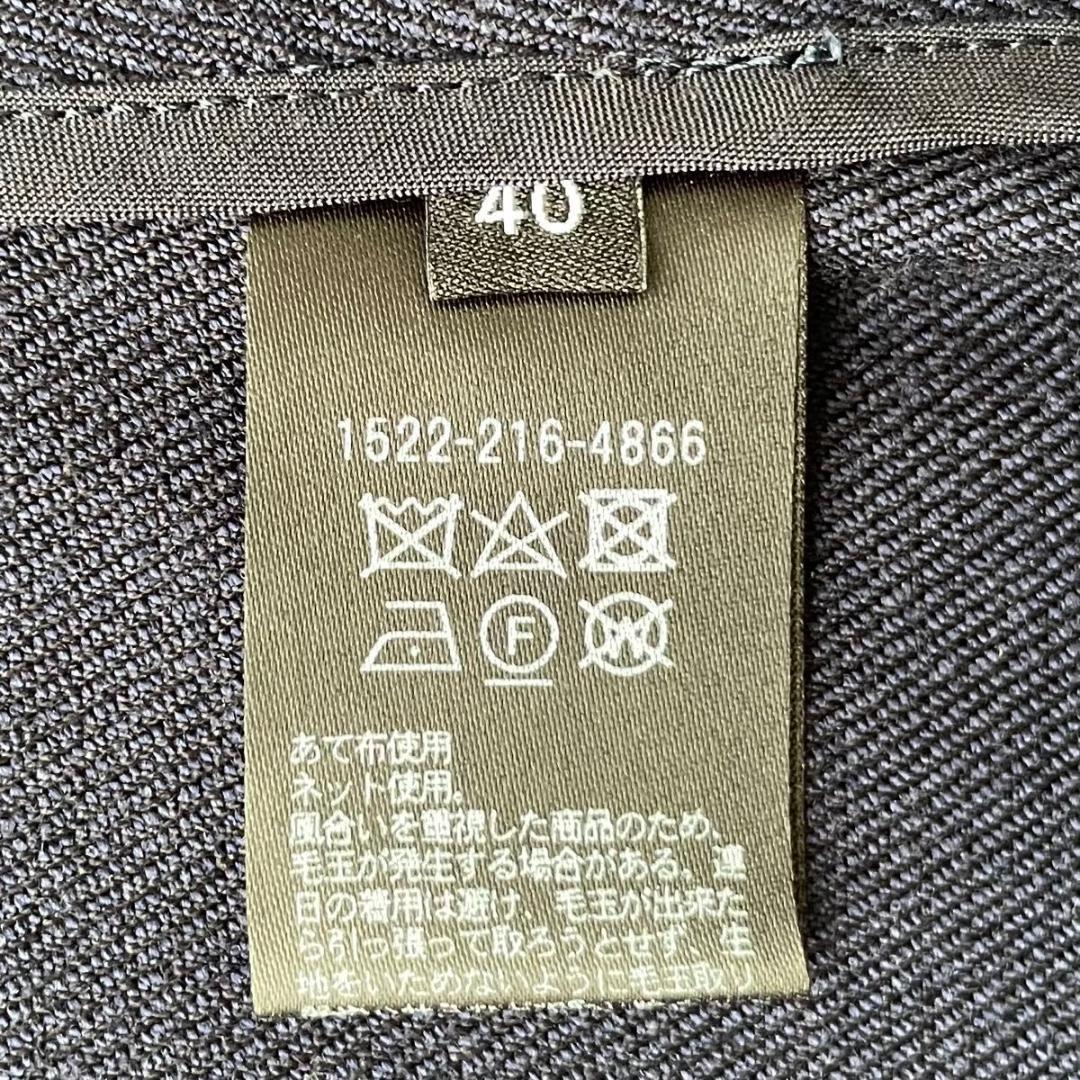 40
1522-216-4866
F
W
あて布使用
ネット使用。
風合いを重視した商品のため、
毛玉が発生する場合がある。連
日の着用は避け、毛玉が出来た
ら引っ張って取ろうとせず、生
地をいためないように毛玉取り